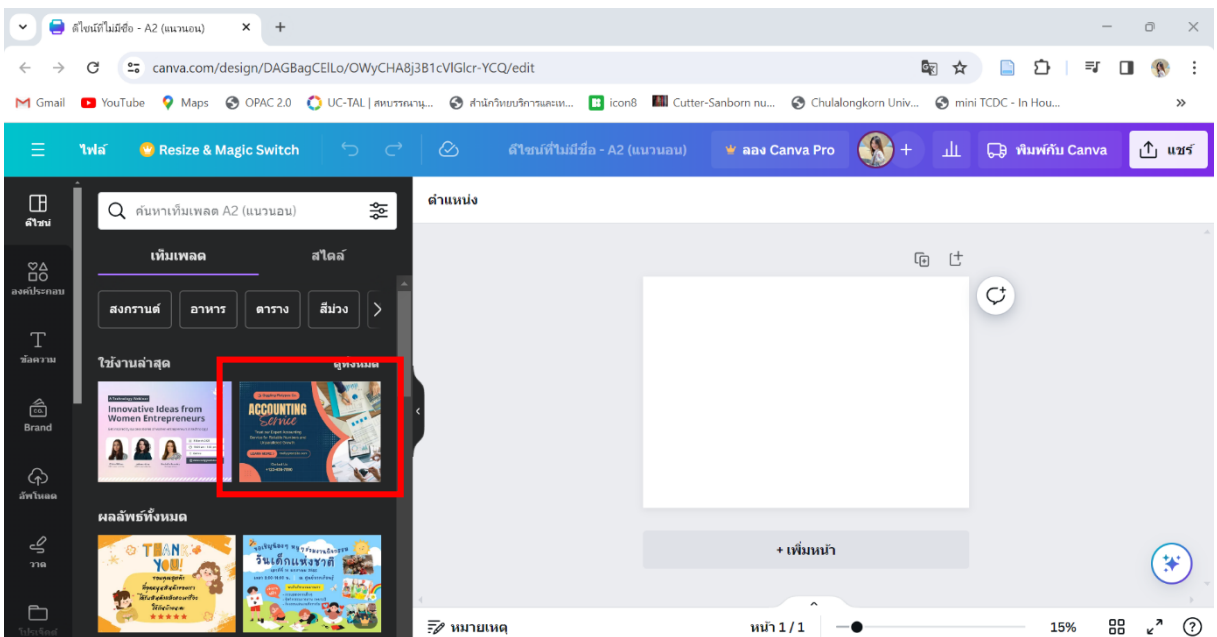 ดีไซน์ที่ไม่มีชื่อ - A2 (แนวนอน)
canva.com/design/DAGBagCElLo/OWyCHA8j3B1cVlGlcr-YCQ/edit
Gmail YouTube Maps OPAC 2.0 UC-TAL | สหบรรณานุ... สำนักวิทยบริการและเท... icon8 Cutter-Sanborn nu... Chulalongkorn Univ... mini TCDC - In Hou... »
ไฟล์ Resize & Magic Switch ดีไซน์ที่ไม่มีชื่อ - A2 (แนวนอน) ลอง Canva Pro พิมพ์กับ Canva แชร์
ดีไซน์
องค์ประกอบ
ข้อความ
Brand
อัพโหลด
วาด
โปรเจ็กต์
ค้นหาเท็มเพลต A2 (แนวนอน)
เท็มเพลต สไตล์
สงกรานต์ อาหาร ตาราง สีม่วง
ใช้งานล่าสุด ดูทั้งหมด
Innovative Ideas from
Women Entrepreneurs
ACCOUNTING
Service
ผลลัพธ์ทั้งหมด
THANK
YOU!
วันเด็กแห่งชาติ
ตำแหน่ง
+ เพิ่มหน้า
หมายเหตุ หน้า 1 / 1 15%